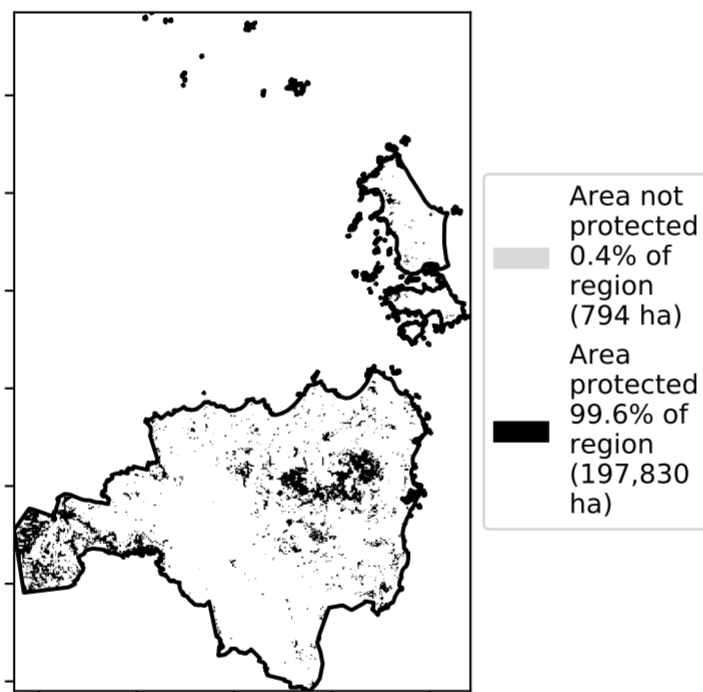 Area not
protected
0.4% of
region
(794 ha)
Area
protected
99.6% of
region
(197,830
ha)